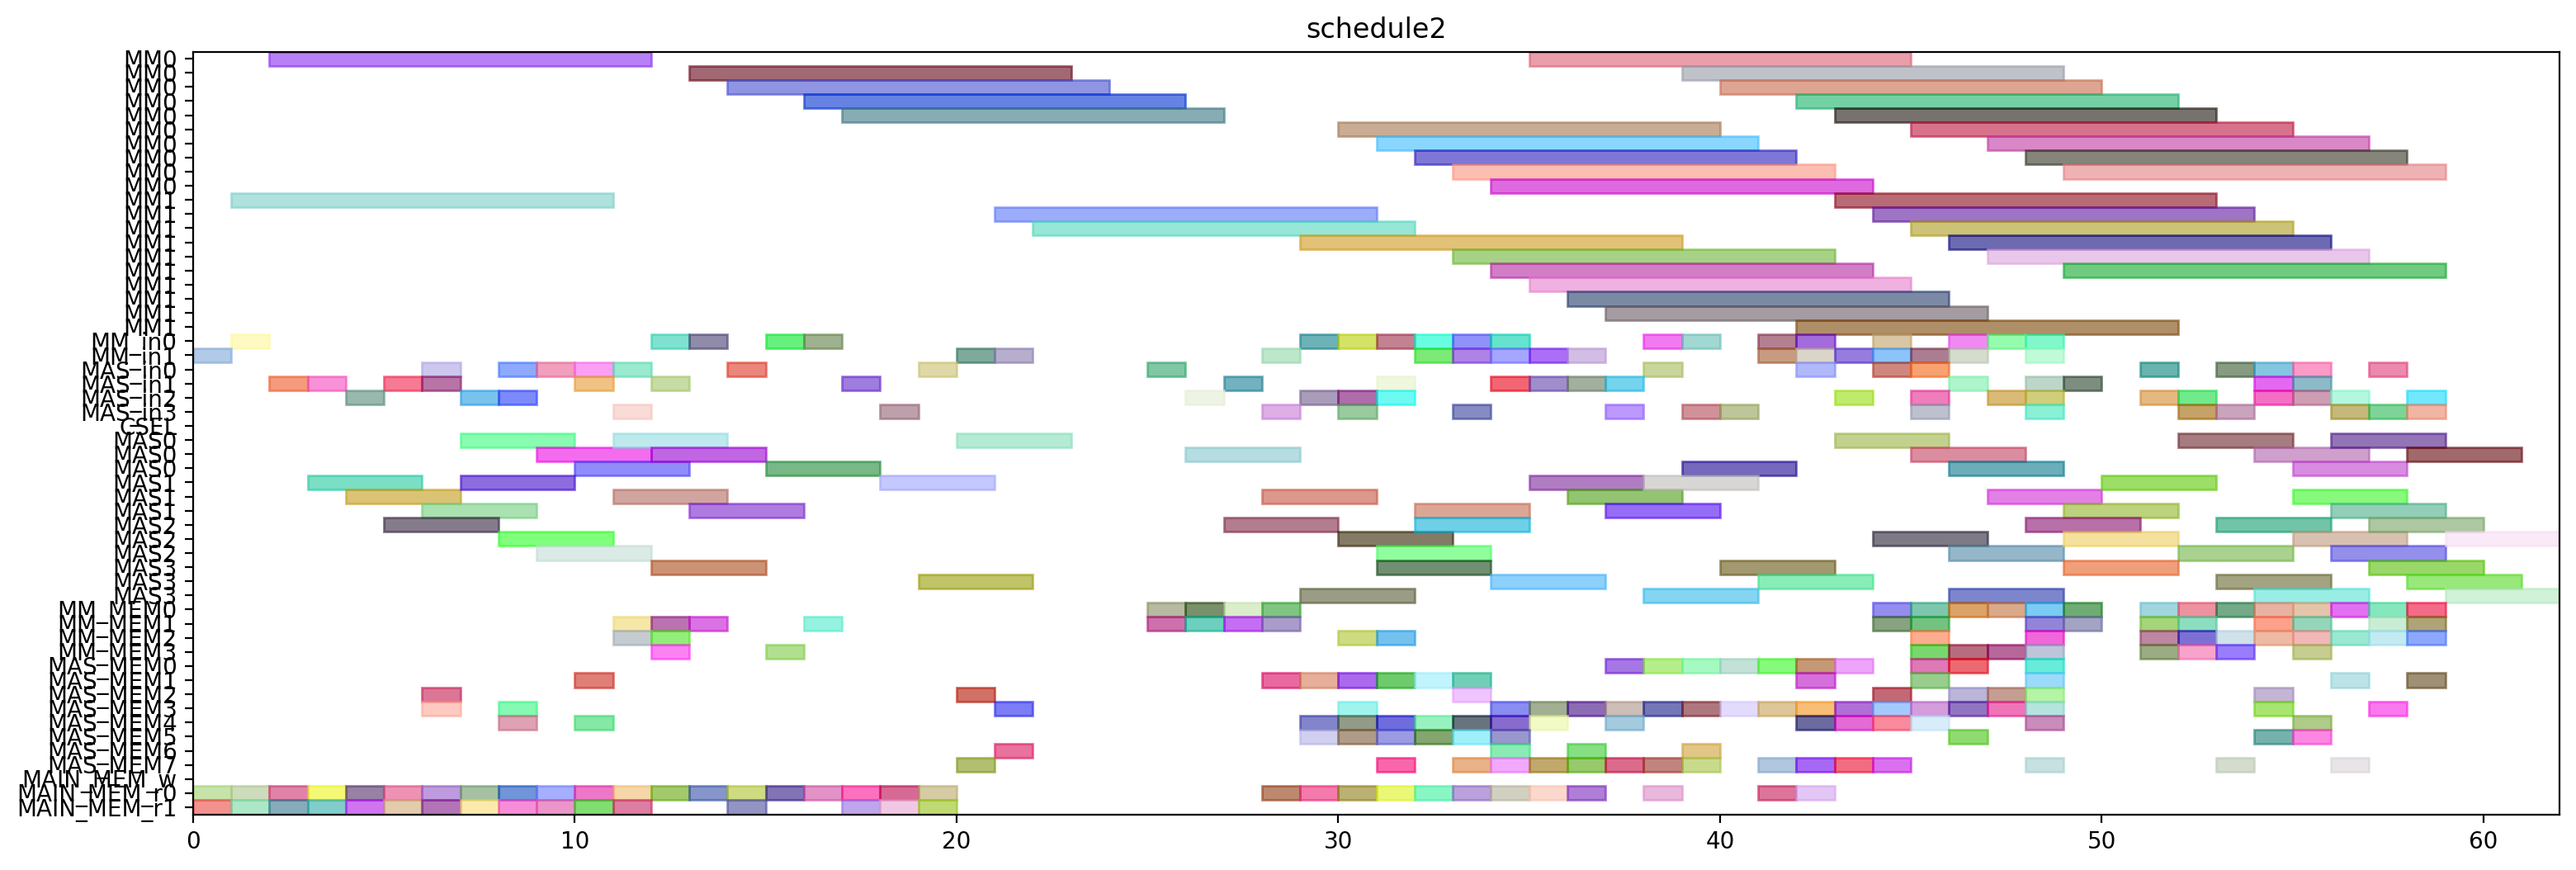 schedule2
MM0
MM0
MM0
MM0
MM0
MM0
MM0
MM0
MM0
MM0
MM1
MM1
MM1
MM1
MM1
MM1
MM1
MM1
MM1
MM1
MM_in0
MM_in1
MAS_in0
MAS_in1
MAS_in2
MAS_in3
CSEL
MAS0
MAS0
MAS0
MAS1
MAS1
MAS1
MAS2
MAS2
MAS2
MAS3
MAS3
MAS3
MM_MEM0
MM_MEM1
MM_MEM2
MM_MEM3
MAS_MEM0
MAS_MEM1
MAS_MEM2
MAS_MEM3
MAS_MEM4
MAS_MEM5
MAS_MEM6
MAS_MEM7
MAIN_MEM_w
MAIN_MEM_r0
MAIN_MEM_r1
0 10 20 30 40 50 60